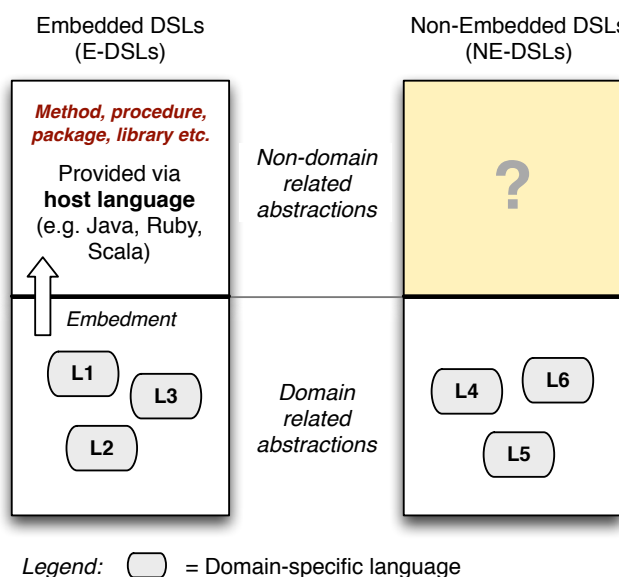 Embedded DSLs
(E-DSLs)
Non-Embedded DSLs
(NE-DSLs)
Method, procedure,
package, library etc.
Provided via
host language
(e.g. Java, Ruby,
Scala)
Non-domain
related
abstractions
?
Embedment
L1
L3
L2
Domain
related
abstractions
L4
L6
L5
Legend:
= Domain-specific language